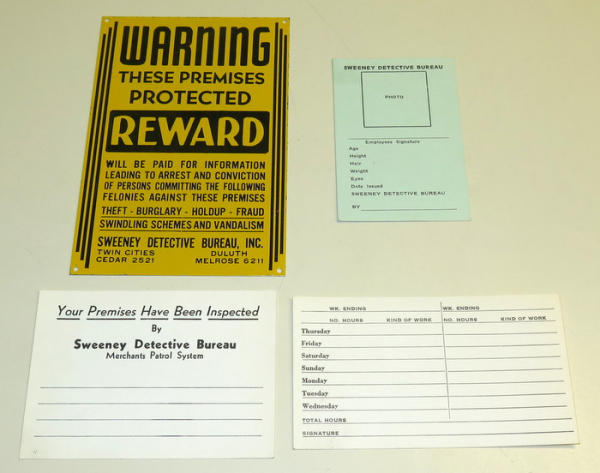 WARNING
THESE PREMISES
PROTECTED
REWARD
WILL BE PAID FOR INFORMATION
LEADING TO ARREST AND CONVICTION
OF PERSONS COMMITTING THE FOLLOWING
FELONIES AGAINST THESE PREMISES
THEFT - BURGLARY - HOLDUP - FRAUD
SWINDLING SCHEMES AND VANDALISM
SWEENEY DETECTIVE BUREAU, INC.
TWIN CITIES DULUTH
CEDAR 2521 MELROSE 6211
SWEENEY DETECTIVE BUREAU
PHOTO
Employees Signature
Age
Height
Hair
Weight
Eyes
Date Issued
SWEENEY DETECTIVE BUREAU
BY
Your Premises Have Been Inspected
By
Sweeney Detective Bureau
Merchants Patrol System
WK. ENDING WK. ENDING
NO. HOURS KIND OF WORK NO. HOURS KIND OF WORK
Thursday
Friday
Saturday
Sunday
Monday
Tuesday
Wednesday
TOTAL HOURS
SIGNATURE